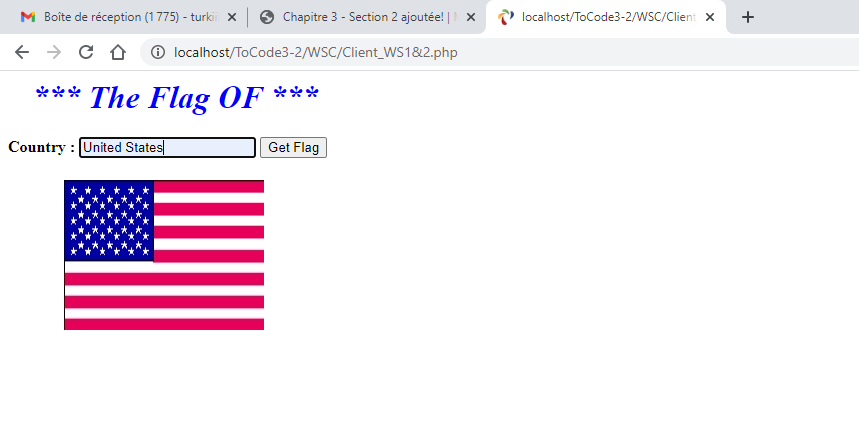 Boîte de réception (1 775) - turkii
Chapitre 3 - Section 2 ajoutée! |
localhost/ToCode3-2/WSC/Client
localhost/ToCode3-2/WSC/Client_WS1&2.php
*** The Flag OF ***
Country : United States Get Flag